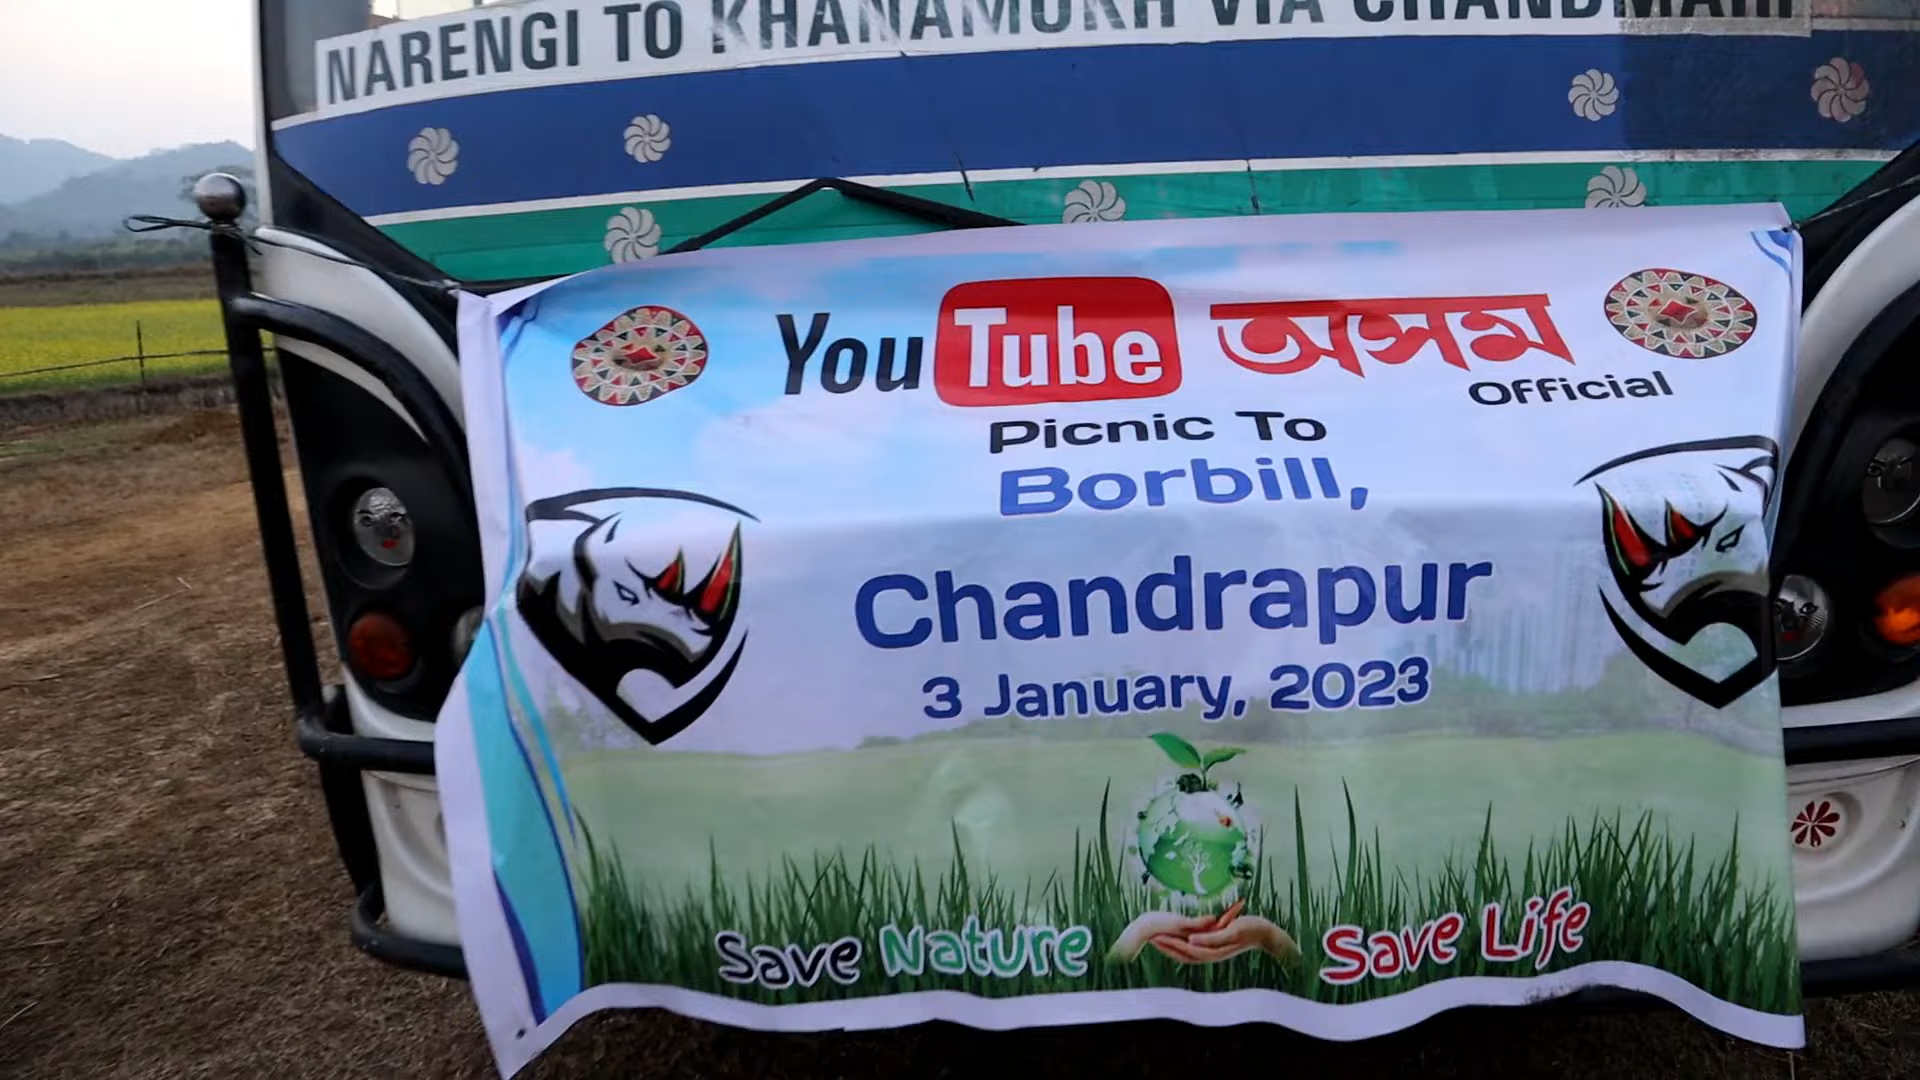 NARENGI TO KHANAMUKH VIA CHANDMARI
YouTube অসম
Official
Picnic To
Borbill,
Chandrapur
3 January, 2023
Save Nature Save Life